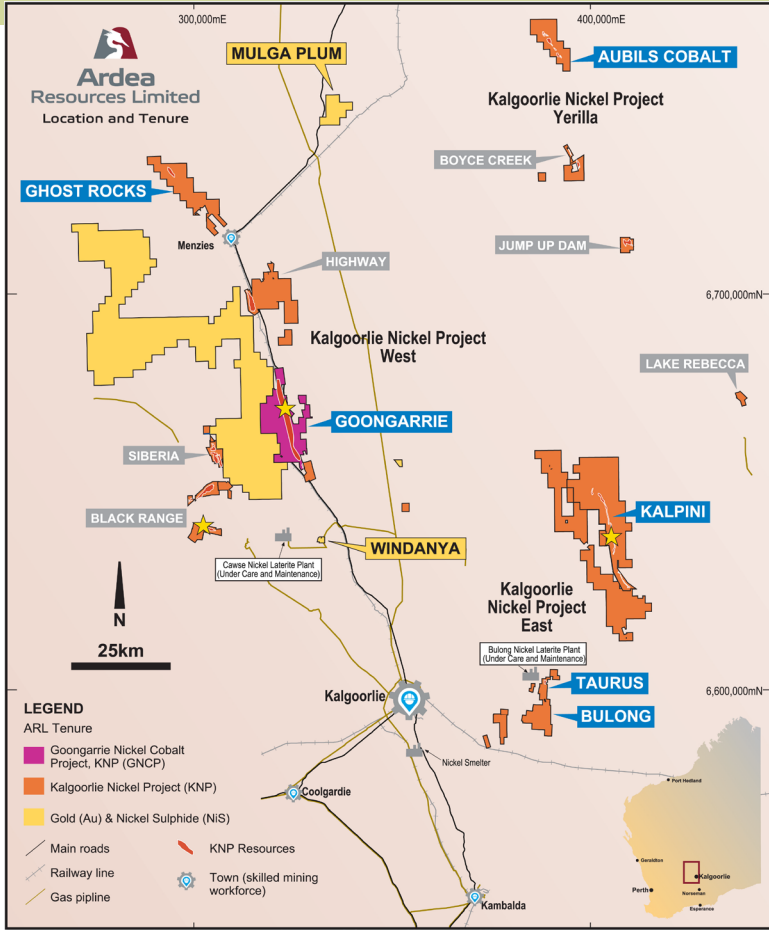 300,000mE
400,000mE
Ardea
Resources Limited
Location and Tenure
MULGA PLUM
AUBILS COBALT
Kalgoorlie Nickel Project
Yerilla
BOYCE CREEK
GHOST ROCKS
Menzies
JUMP UP DAM
HIGHWAY
6,700,000mN
Kalgoorlie Nickel Project
West
LAKE REBECCA
GOONGARRIE
SIBERIA
KALPINI
BLACK RANGE
WINDANYA
Cawse Nickel Laterite Plant
(Under Care and Maintenance)
N
25km
Kalgoorlie
Nickel Project
East
Bulong Nickel Laterite Plant
(Under Care and Maintenance)
TAURUS
Kalgoorlie
6,600,000mN
BULONG
LEGEND
ARL Tenure
Goongarrie Nickel Cobalt
Project, KNP (GNCP)
Kalgoorlie Nickel Project (KNP)
Gold (Au) & Nickel Sulphide (NiS)
Main roads
Railway line
Gas pipline
KNP Resources
Town (skilled mining
workforce)
Nickel Smelter
Coolgardie
Kambalda
Port Hedland
Geraldton
Kalgoorlie
Perth
Norseman
Esperance